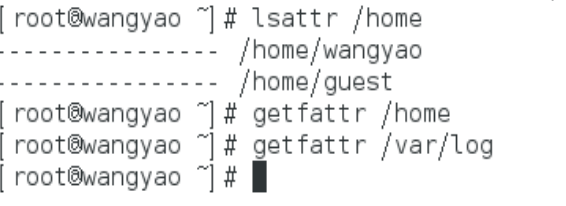 [root@wangyao ~]# lsattr /home
---------------- /home/wangyao
---------------- /home/guest
[root@wangyao ~]# getfattr /home
[root@wangyao ~]# getfattr /var/log
[root@wangyao ~]#